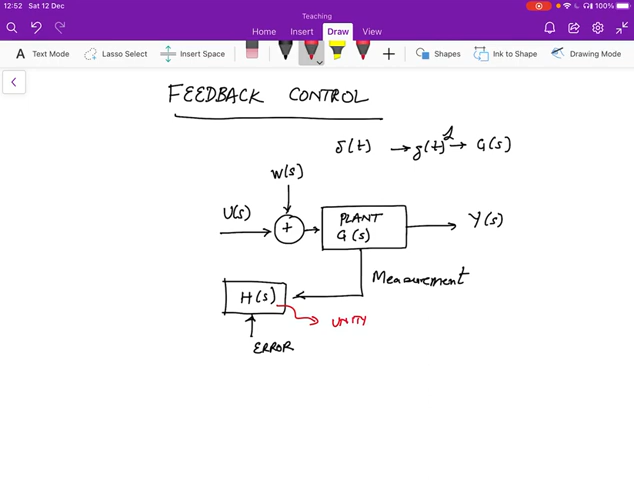 12:52 Sat 12 Dec
100%
Teaching
Home Insert Draw View
A Text Mode
Lasso Select
Insert Space
Shapes
Ink to Shape
Drawing Mode
FEEDBACK CONTROL
δ(t) → g(t) ℒ→ G(s)
W(s)
U(s)
+
PLANT
G(s)
Y(s)
Measurement
H(s)
UNITY
ERROR